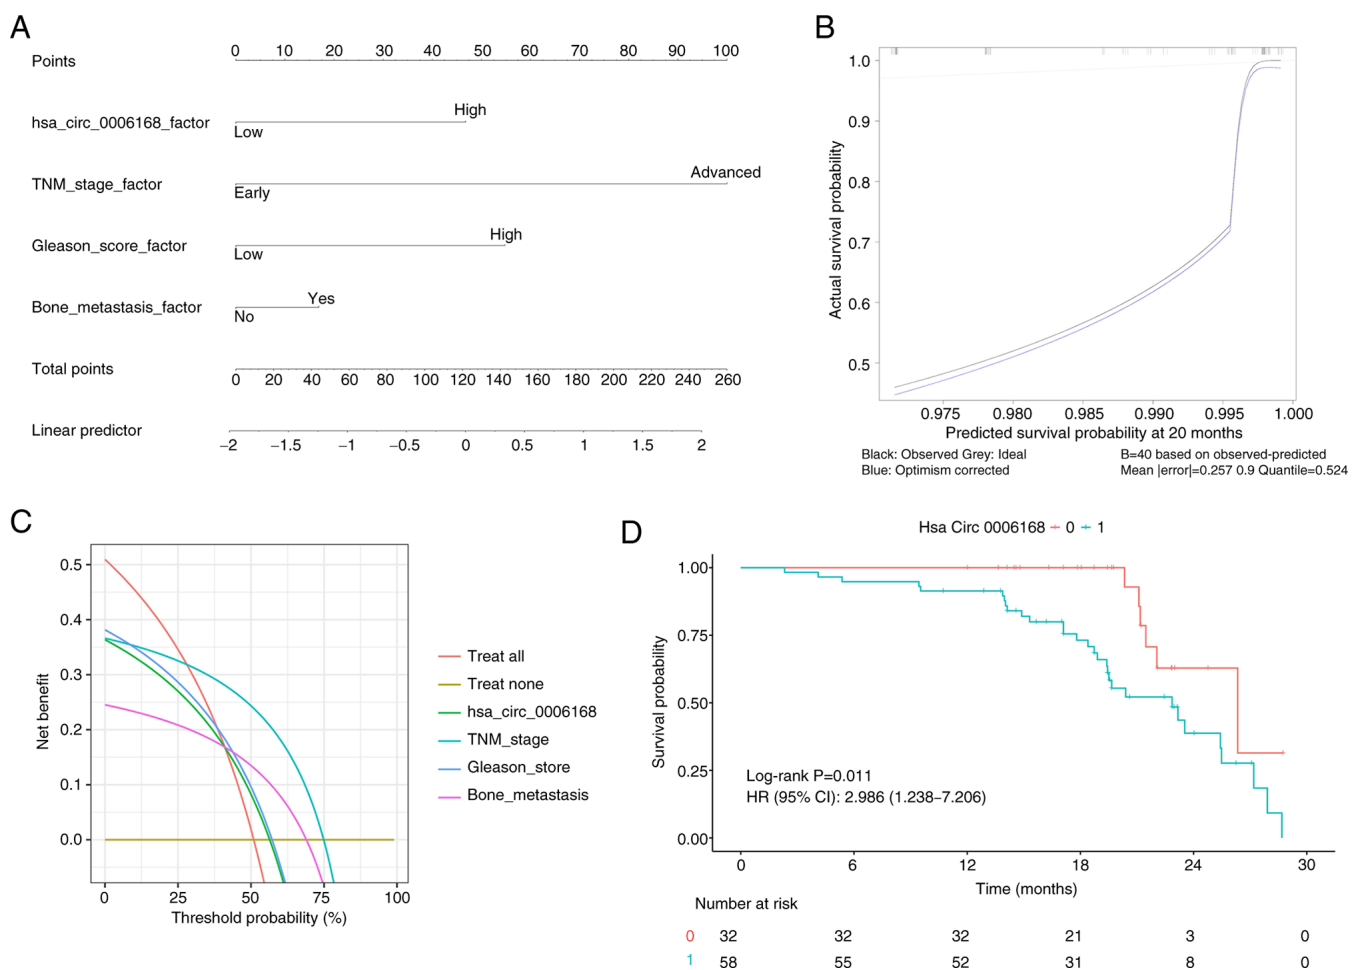 A
Points
0 10 20 30 40 50 60 70 80 90 100
hsa_circ_0006168_factor
High
Low
TNM_stage_factor
Advanced
Early
Gleason_score_factor
High
Low
Bone_metastasis_factor
Yes
No
Total points
0 20 40 60 80 100 120 140 160 180 200 220 240 260
Linear predictor
−2 −1.5 −1 −0.5 0 0.5 1 1.5 2
B
Actual survival probability
1.0
0.9
0.8
0.7
0.6
0.5
0.975 0.980 0.985 0.990 0.995 1.000
Predicted survival probability at 20 months
Black: Observed Grey: Ideal
Blue: Optimism corrected
B=40 based on observed-predicted
Mean |error|=0.257 0.9 Quantile=0.524
C
Net benefit
0.5
0.4
0.3
0.2
0.1
0.0
0 25 50 75 100
Threshold probability (%)
Treat all
Treat none
hsa_circ_0006168
TNM_stage
Gleason_store
Bone_metastasis
D
Hsa Circ 0006168 0 1
Survival probability
1.00
0.75
0.50
0.25
0.00
Log-rank P=0.011
HR (95% CI): 2.986 (1.238–7.206)
0 6 12 18 24 30
Time (months)
Number at risk
0 32 32 32 21 3 0
1 58 55 52 31 8 0